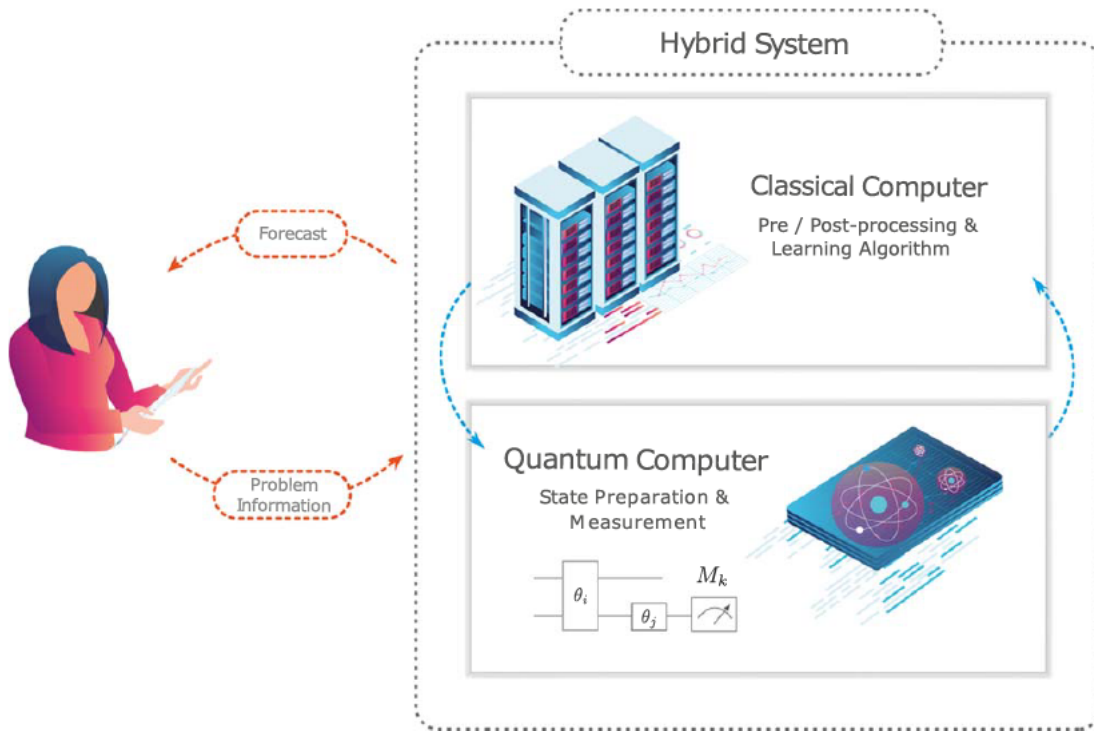 Hybrid System
Classical Computer
Pre / Post-processing &
Learning Algorithm
Forecast
Problem
Information
Quantum Computer
State Preparation &
Measurement
θᵢ
θⱼ
Mₖ